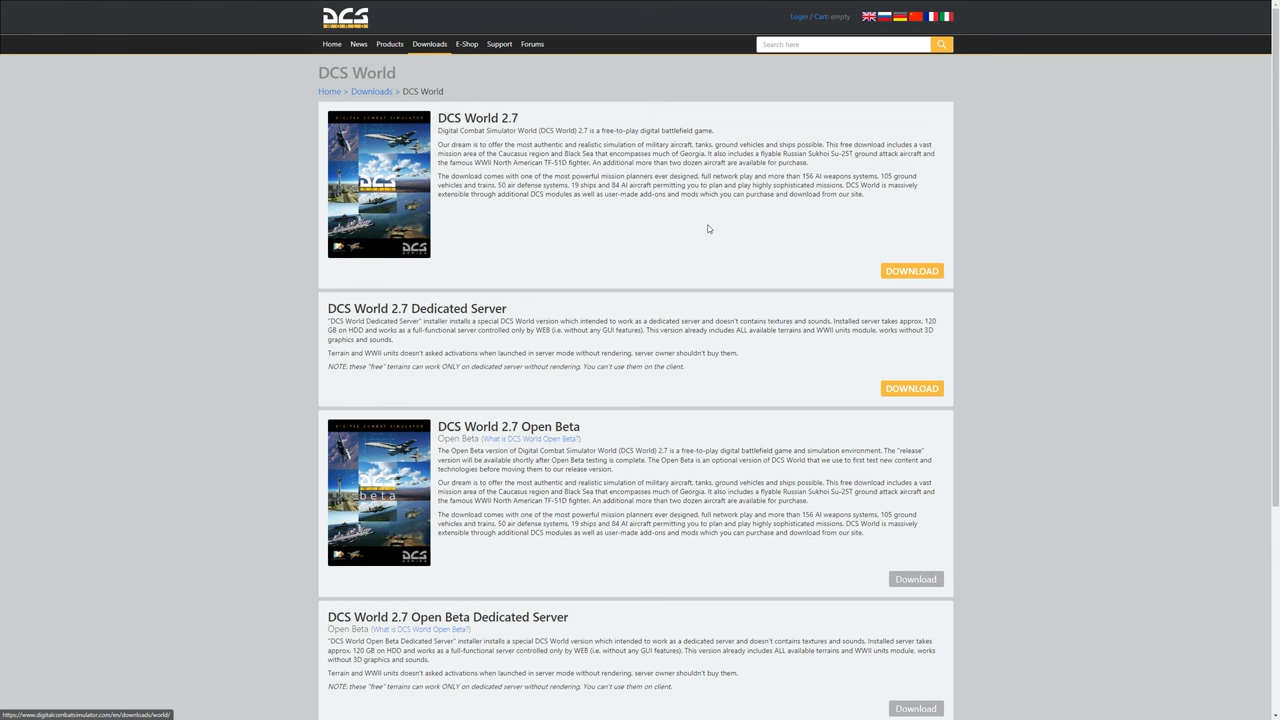 DCS
WORLD
Login / Cart: empty
Home News Products Downloads E-Shop Support Forums
Search here
DCS World
Home > Downloads > DCS World
DIGITAL COMBAT SIMULATOR
DCS
WORLD
DCS
DCS World 2.7
Digital Combat Simulator World (DCS World) 2.7 is a free-to-play digital battlefield game.
Our dream is to offer the most authentic and realistic simulation of military aircraft, tanks, ground vehicles and ships possible. This free download includes a vast
mission area of the Caucasus region and Black Sea that encompasses much of Georgia. It also includes a flyable Russian Sukhoi Su-25T ground attack aircraft and
the famous WWII North American TF-51D fighter. An additional more than two dozen aircraft are available for purchase.
The download comes with one of the most powerful mission planners ever designed, full network play and more than 156 AI weapons systems, 105 ground
vehicles and trains, 50 air defense systems, 19 ships and 84 AI aircraft permitting you to plan and play highly sophisticated missions. DCS World is massively
extensible through additional DCS modules as well as user-made add-ons and mods which you can purchase and download from our site.
DOWNLOAD
DCS World 2.7 Dedicated Server
"DCS World Dedicated Server" installer installs a special DCS World version which intended to work as a dedicated server and doesn't contains textures and sounds. Installed server takes approx. 120
GB on HDD and works as a full-functional server controlled only by WEB (i.e. without any GUI features). This version already includes ALL available terrains and WWII units module, works without 3D
graphics and sounds.
Terrain and WWII units doesn't asked activations when launched in server mode without rendering, server owner shouldn't buy them.
NOTE: these "free" terrains can work ONLY on dedicated server without rendering. You can't use them on the client.
DOWNLOAD
DIGITAL COMBAT SIMULATOR
DCS
WORLD
beta
DCS
DCS World 2.7 Open Beta
Open Beta (What is DCS World Open Beta?)
The Open Beta version of Digital Combat Simulator World (DCS World) 2.7 is a free-to-play digital battlefield game and simulation environment. The "release"
version will be available shortly after Open Beta testing is complete. The Open Beta is an optional version of DCS World that we use to first test new content and
technologies before moving them to our release version.
Our dream is to offer the most authentic and realistic simulation of military aircraft, tanks, ground vehicles and ships possible. This free download includes a vast
mission area of the Caucasus region and Black Sea that encompasses much of Georgia. It also includes a flyable Russian Sukhoi Su-25T ground attack aircraft and
the famous WWII North American TF-51D fighter. An additional more than two dozen aircraft are available for purchase.
The download comes with one of the most powerful mission planners ever designed, full network play and more than 156 AI weapons systems, 105 ground
vehicles and trains, 50 air defense systems, 19 ships and 84 AI aircraft permitting you to plan and play highly sophisticated missions. DCS World is massively
extensible through additional DCS modules as well as user-made add-ons and mods which you can purchase and download from our site.
Download
DCS World 2.7 Open Beta Dedicated Server
Open Beta (What is DCS World Open Beta?)
"DCS World Open Beta Dedicated Server" installer installs a special DCS World version which intended to work as a dedicated server and doesn't contains textures and sounds. Installed server takes
approx. 120 GB on HDD and works as a full-functional server controlled only by WEB (i.e. without any GUI features). This version already includes ALL available terrains and WWII units module, works
without 3D graphics and sounds.
Terrain and WWII units doesn't asked activations when launched in server mode without rendering, server owner shouldn't buy them.
NOTE: these "free" terrains can work ONLY on dedicated server without rendering. You can't use them on client.
Download
https://www.digitalcombatsimulator.com/en/downloads/world/